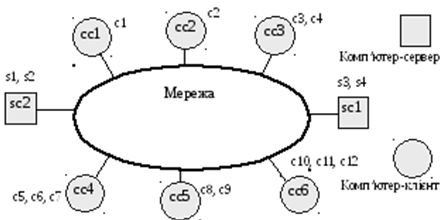 c1
c2
c3, c4
cc1
cc2
cc3
Комп'ютер-сервер
s1, s2
Мережа
s3, s4
sc2
sc1
c10, c11, c12
c5, c6, c7
cc4
cc5
c8, c9
cc6
Комп'ютер-клієнт